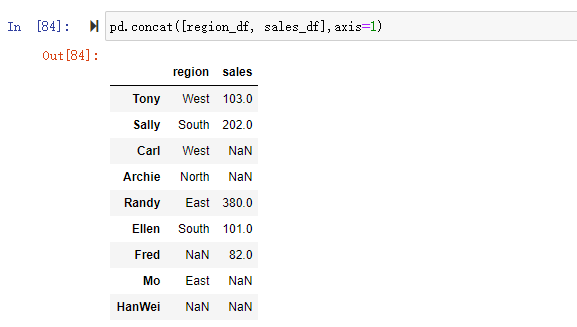 In [84]: pd.concat([region_df, sales_df],axis=1)
Out[84]:
region sales
Tony West 103.0
Sally South 202.0
Carl West NaN
Archie North NaN
Randy East 380.0
Ellen South 101.0
Fred NaN 82.0
Mo East NaN
HanWei NaN NaN